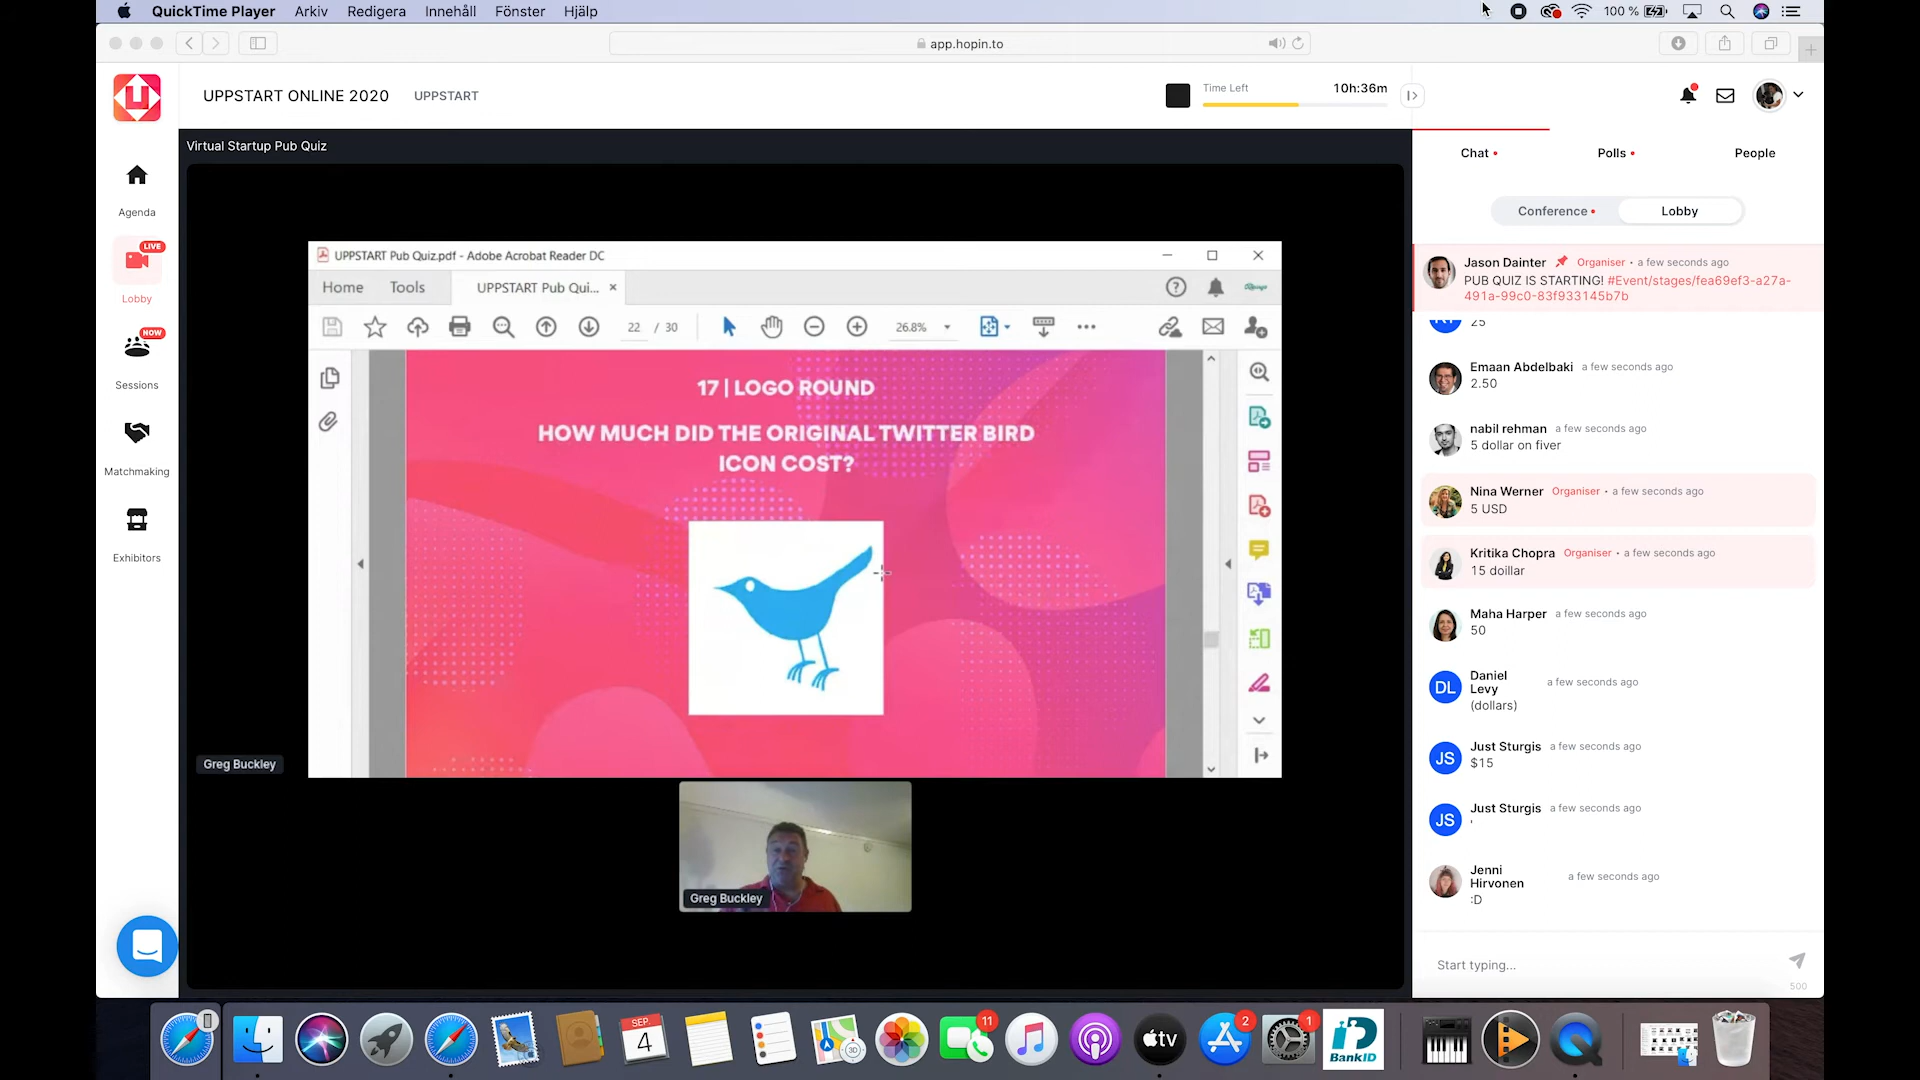 QuickTime Player Arkiv Redigera Innehåll Fönster Hjälp 100 %
app.hopin.to
UPPSTART ONLINE 2020 UPPSTART
Time Left 10h:36m
Virtual Startup Pub Quiz
Agenda
LIVE
Lobby
NOW
Sessions
Matchmaking
Exhibitors
UPPSTART Pub Quiz.pdf - Adobe Acrobat Reader DC
Home Tools UPPSTART Pub Qui... ×
22 / 30 26.8%
17 | LOGO ROUND
HOW MUCH DID THE ORIGINAL TWITTER BIRD
ICON COST?
Greg Buckley
Greg Buckley
Chat Polls People
Conference Lobby
Jason Dainter Organiser • a few seconds ago
PUB QUIZ IS STARTING! #Event/stages/fea69ef3-a27a-
491a-99c0-83f933145b7b
25
Emaan Abdelbaki a few seconds ago
2.50
nabil rehman a few seconds ago
5 dollar on fiver
Nina Werner Organiser • a few seconds ago
5 USD
Kritika Chopra Organiser • a few seconds ago
15 doillar
Maha Harper a few seconds ago
50
DL
Daniel
Levy a few seconds ago
(dollars)
JS
Just Sturgis a few seconds ago
$15
JS
Just Sturgis a few seconds ago
'
Jenni
Hirvonen a few seconds ago
:D
Start typing...
500
SEP
4
11
tv
2
1
BankID